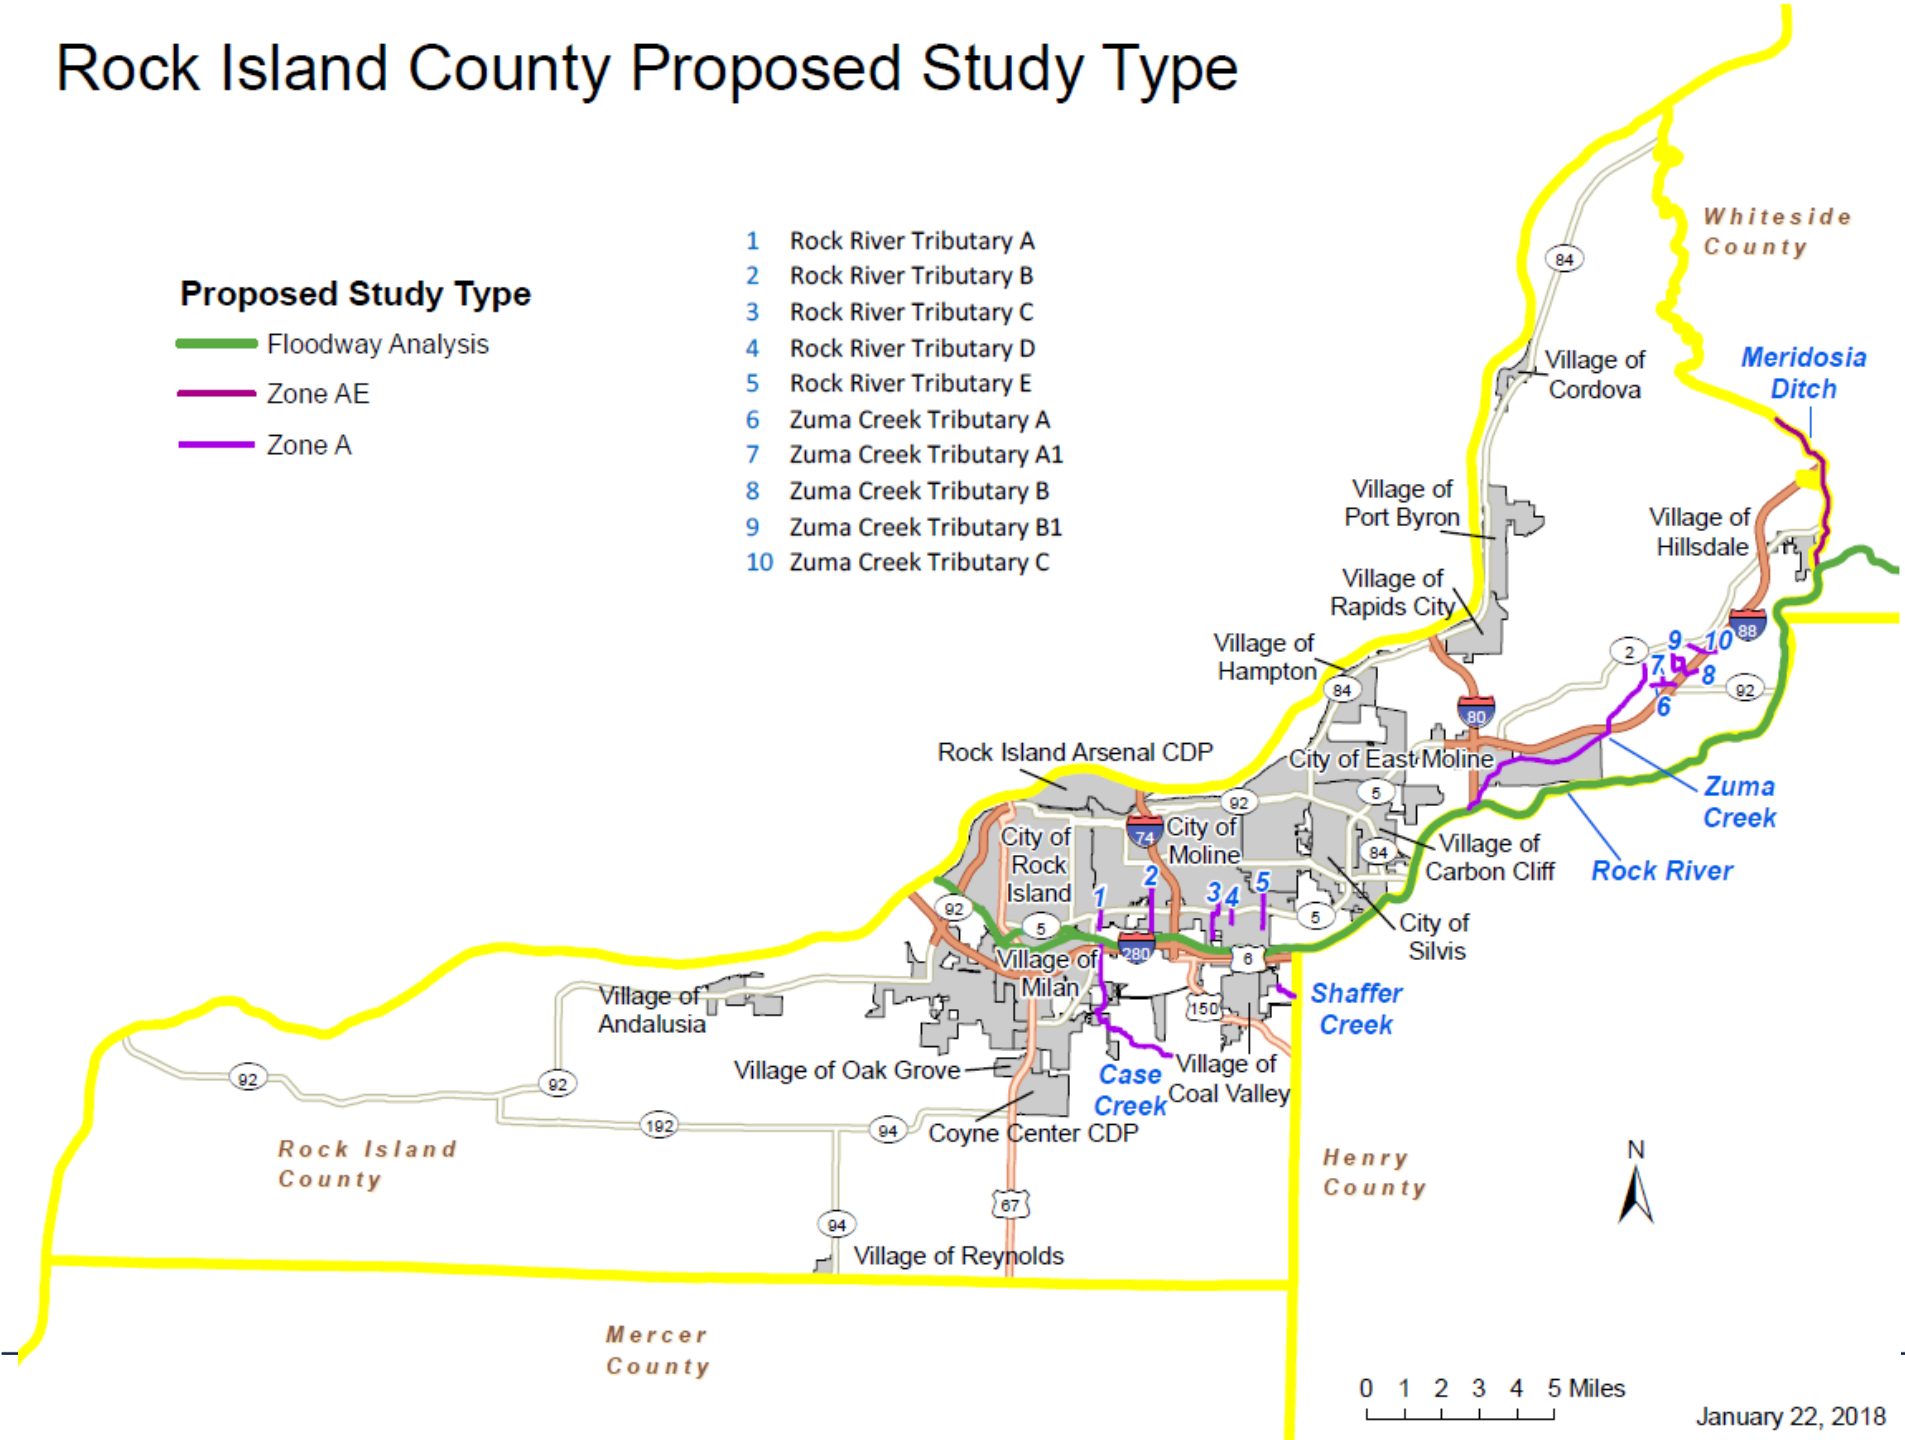 Rock Island County Proposed Study Type
Proposed Study Type
Floodway Analysis
Zone AE
Zone A
1 Rock River Tributary A
2 Rock River Tributary B
3 Rock River Tributary C
4 Rock River Tributary D
5 Rock River Tributary E
6 Zuma Creek Tributary A
7 Zuma Creek Tributary A1
8 Zuma Creek Tributary B
9 Zuma Creek Tributary B1
10 Zuma Creek Tributary C
Whiteside
County
84
Village of
Cordova
Meridosia
Ditch
Village of
Port Byron
Village of
Hillsdale
Village of
Rapids City
Village of
Hampton
84
88
2
9
10
7
8
6
92
80
Rock Island Arsenal CDP
City of East Moline
Zuma
Creek
92
5
City of
Rock
Island
74
City of
Moline
84
Village of
Carbon Cliff
Rock River
1
2
3
4
5
92
5
5
City of
Silvis
280
6
Village of
Milan
150
Shaffer
Creek
Village of
Andalusia
Village of Oak Grove
Case
Creek
Village of
Coal Valley
92
92
192
94
Coyne Center CDP
Rock Island
County
Henry
County
N
67
94
Village of Reynolds
Mercer
County
0 1 2 3 4 5 Miles
January 22, 2018